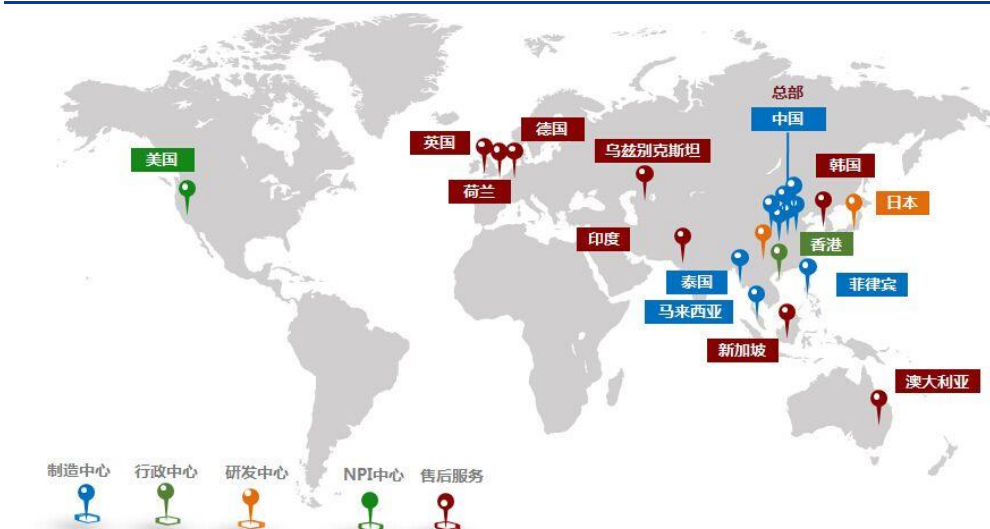 总部
中国
德国
英国
乌兹别克斯坦
美国
韩国
荷兰
日本
印度
香港
泰国
菲律宾
马来西亚
新加坡
澳大利亚
制造中心
行政中心
研发中心
NPI中心
售后服务